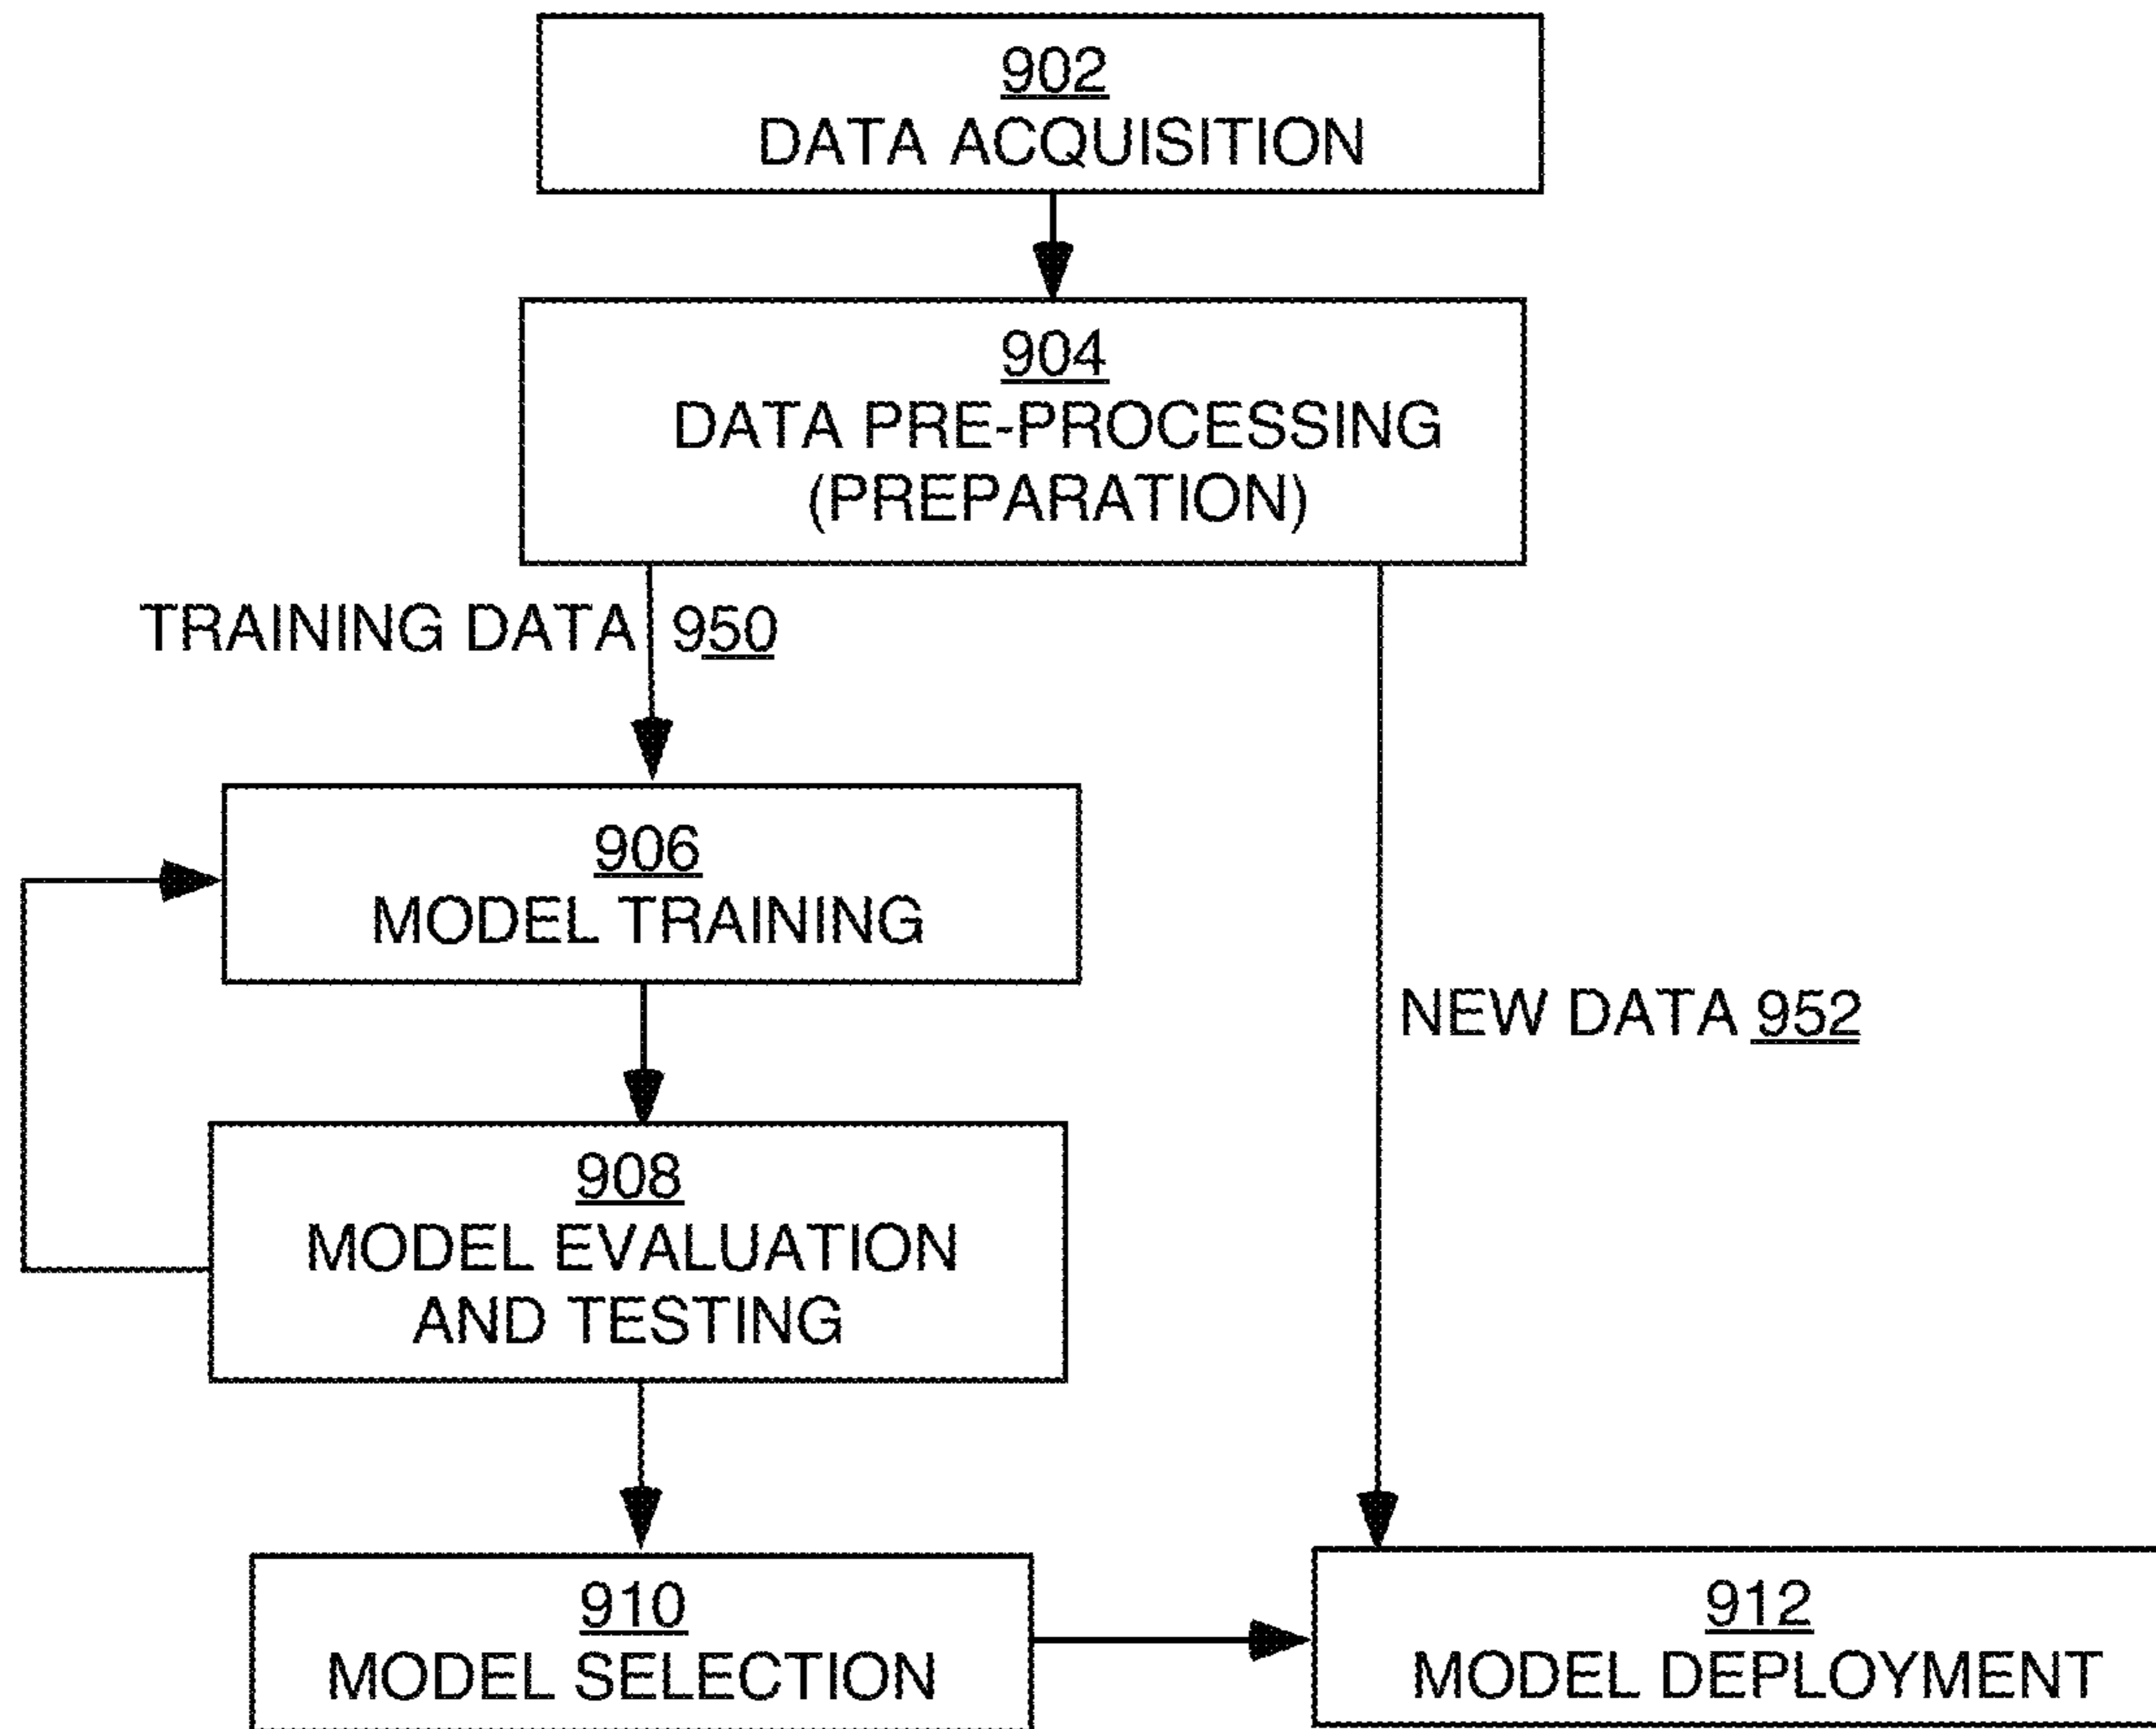 902
DATA ACQUISITION
904
DATA PRE-PROCESSING
(PREPARATION)
TRAINING DATA 950
906
MODEL TRAINING
NEW DATA 952
908
MODEL EVALUATION
AND TESTING
910
MODEL SELECTION
912
MODEL DEPLOYMENT